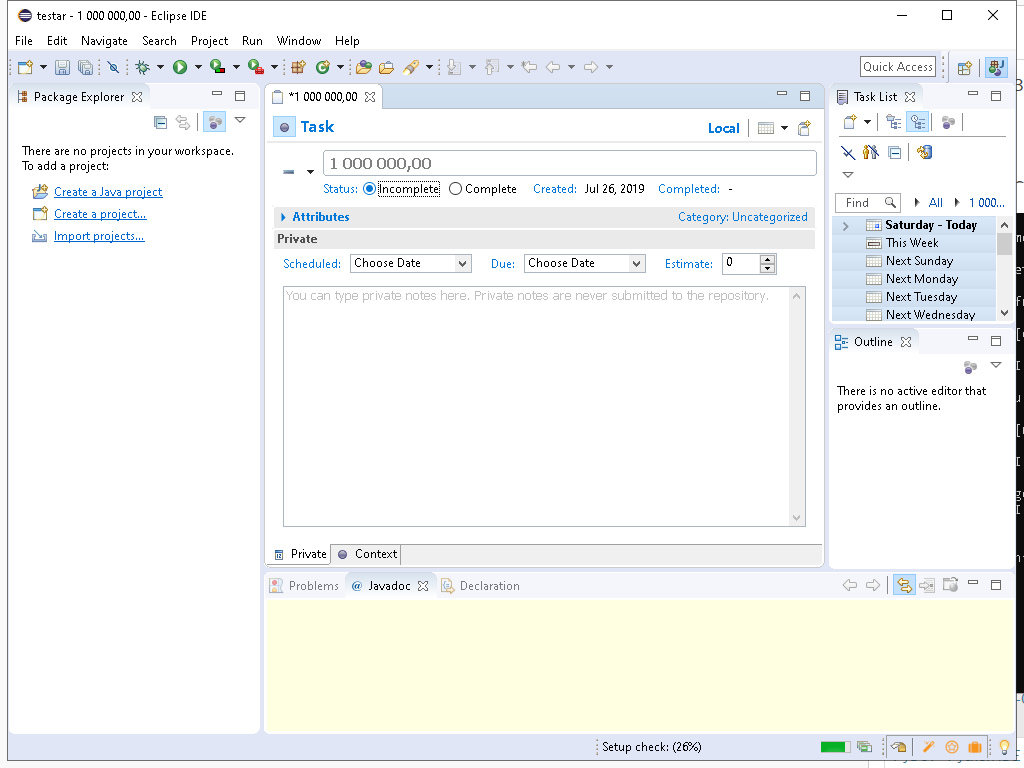 testar - 1 000 000,00 - Eclipse IDE
File Edit Navigate Search Project Run Window Help
Quick Access
Package Explorer
There are no projects in your workspace.
To add a project:
Create a Java project
Create a project...
Import projects...
*1 000 000,00
Task
Local
1 000 000,00
Status: Incomplete Complete Created: Jul 26, 2019 Completed: -
Attributes Category: Uncategorized
Private
Scheduled: Choose Date Due: Choose Date Estimate: 0
You can type private notes here. Private notes are never submitted to the repository.
Private Context
Task List
Find All 1 000...
Saturday - Today
This Week
Next Sunday
Next Monday
Next Tuesday
Next Wednesday
Outline
There is no active editor that
provides an outline.
Problems @ Javadoc Declaration
Setup check: (26%)